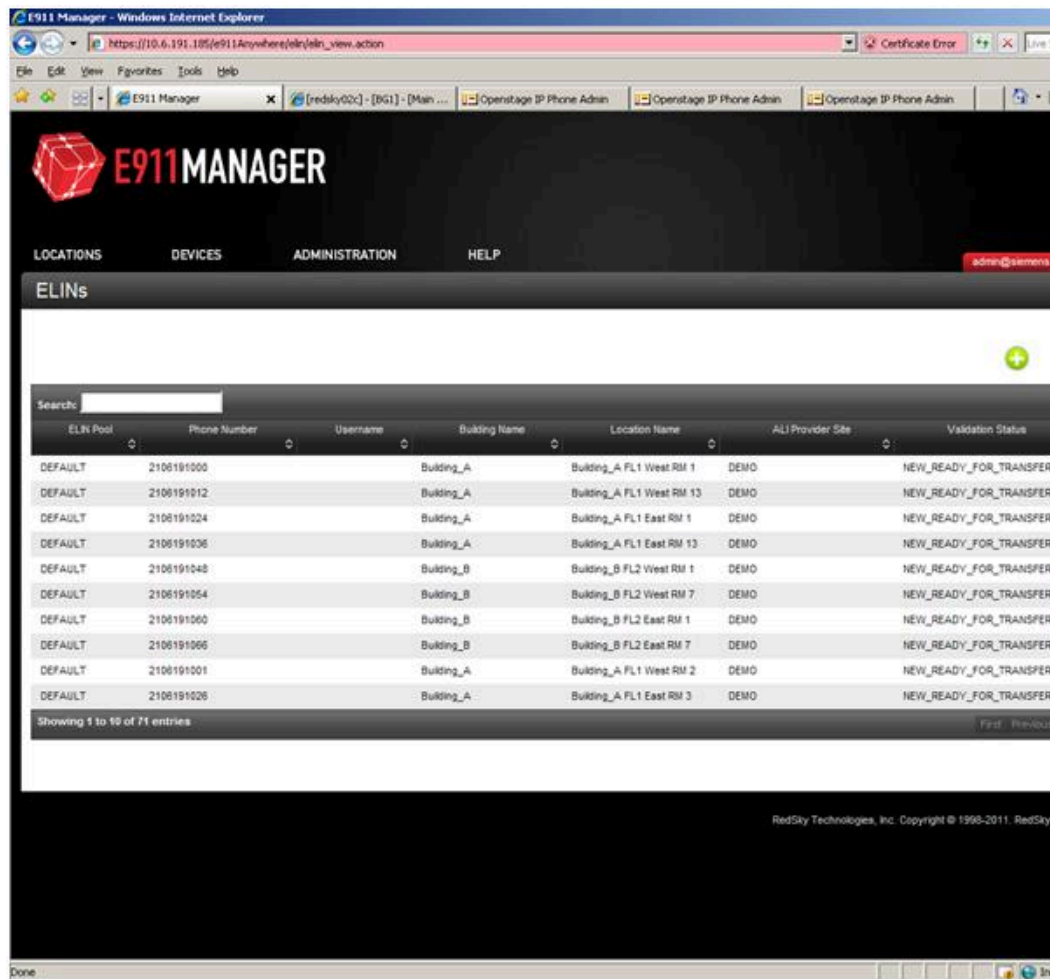 E911 Manager - Windows Internet Explorer
https://10.6.191.185/e911Anywhere/elin/elin_view.action Certificate Error Live
File Edit View Favorites Tools Help
E911 Manager [redsky02c] - [BG1] - [Main ... Openstage IP Phone Admin Openstage IP Phone Admin Openstage IP Phone Admin
E911MANAGER
LOCATIONS DEVICES ADMINISTRATION HELP
admin@siemens
ELINs
Search:
ELIN Pool Phone Number Username Building Name Location Name ALI Provider Site Validation Status
DEFAULT 2106191000 Building_A Building_A FL1 West RM 1 DEMO NEW_READY_FOR_TRANSFER
DEFAULT 2106191012 Building_A Building_A FL1 West RM 13 DEMO NEW_READY_FOR_TRANSFER
DEFAULT 2106191024 Building_A Building_A FL1 East RM 1 DEMO NEW_READY_FOR_TRANSFER
DEFAULT 2106191036 Building_A Building_A FL1 East RM 13 DEMO NEW_READY_FOR_TRANSFER
DEFAULT 2106191048 Building_B Building_B FL2 West RM 1 DEMO NEW_READY_FOR_TRANSFER
DEFAULT 2106191054 Building_B Building_B FL2 West RM 7 DEMO NEW_READY_FOR_TRANSFER
DEFAULT 2106191060 Building_B Building_B FL2 East RM 1 DEMO NEW_READY_FOR_TRANSFER
DEFAULT 2106191066 Building_B Building_B FL2 East RM 7 DEMO NEW_READY_FOR_TRANSFER
DEFAULT 2106191001 Building_A Building_A FL1 West RM 2 DEMO NEW_READY_FOR_TRANSFER
DEFAULT 2106191026 Building_A Building_A FL1 East RM 3 DEMO NEW_READY_FOR_TRANSFER
Showing 1 to 10 of 71 entries First Previous
RedSky Technologies, Inc. Copyright © 1998-2011. RedSky
Done